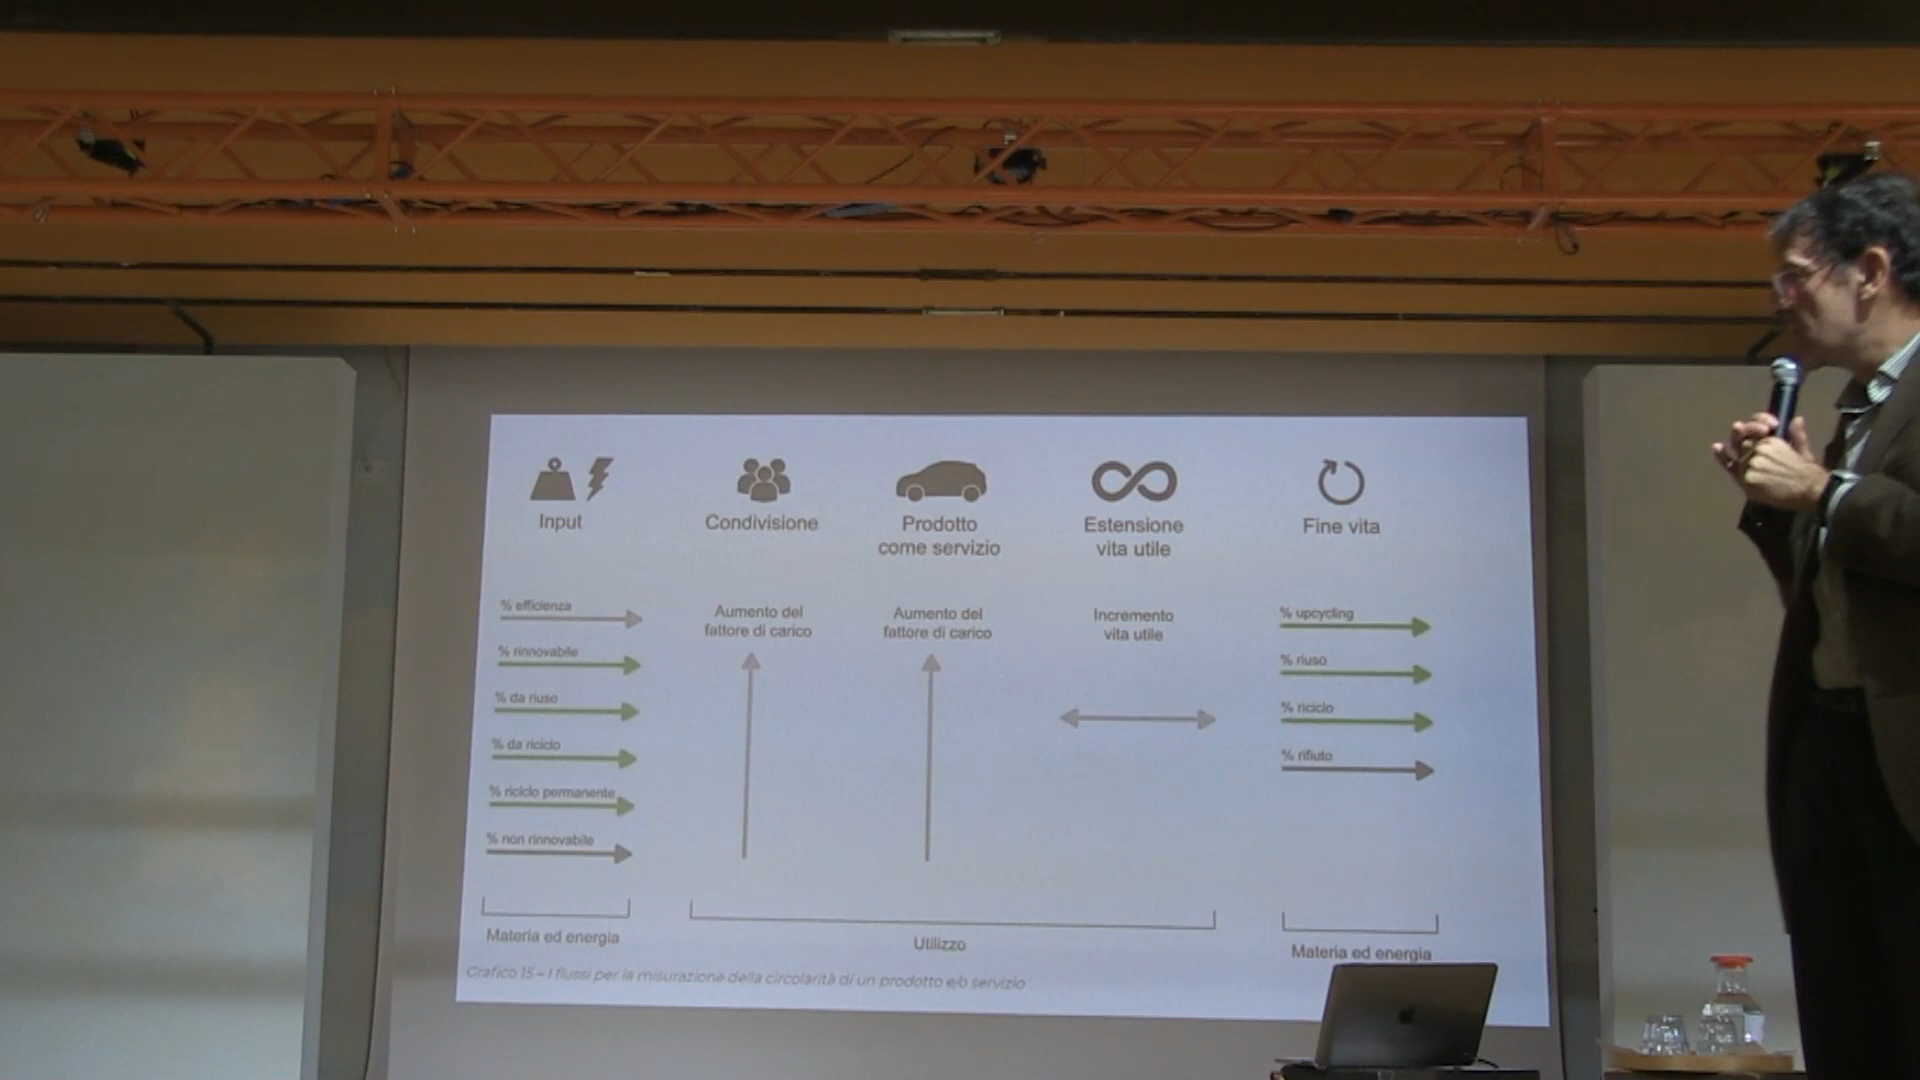 Input
Condivisione
Prodotto
come servizio
Estensione
vita utile
Fine vita
% efficienza
% rinnovabile
% da riuso
% da riciclo
% riciclo permanente
% non rinnovabile
Aumento del
fattore di carico
Aumento del
fattore di carico
Incremento
vita utile
% upcycling
% riuso
% riciclo
% rifiuto
Materia ed energia
Utilizzo
Materia ed energia
Grafico 15 – I flussi per la misurazione della circolarità di un prodotto e/o servizio